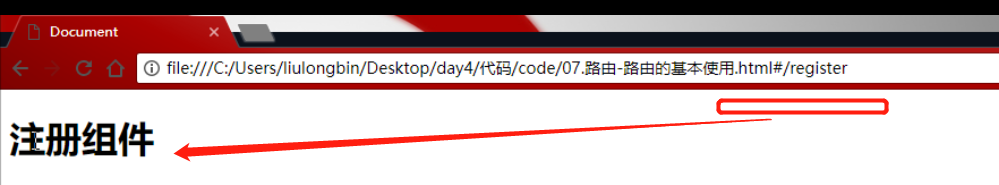 Document
file:///C:/Users/liulongbin/Desktop/day4/代码/code/07.路由-路由的基本使用.html#/register
注册组件